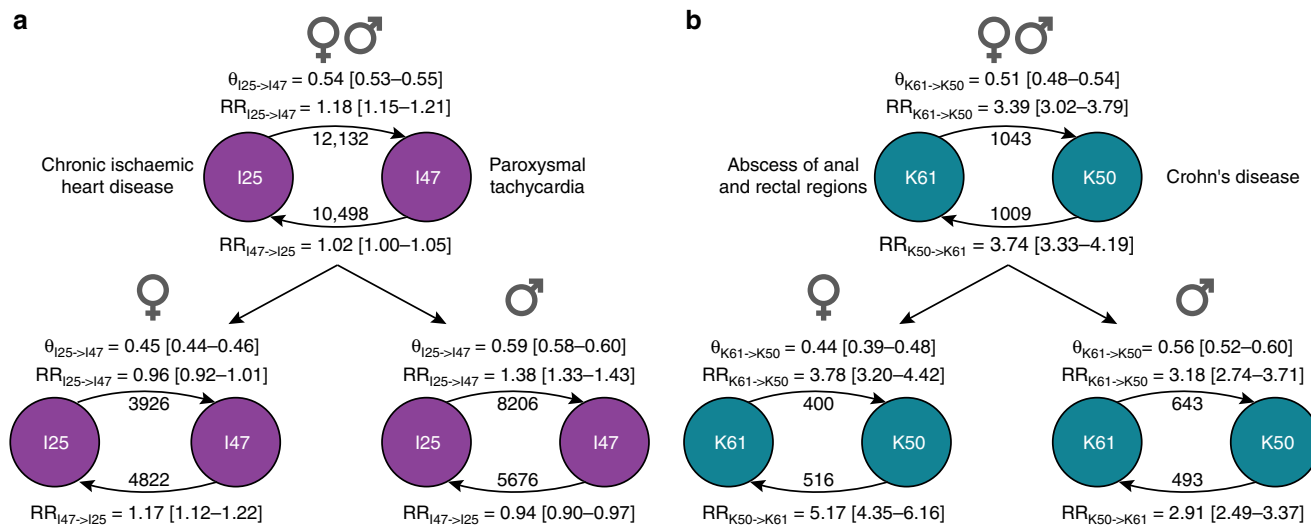 a
♀♂
θI25->I47 = 0.54 [0.53–0.55]
RRI25->I47 = 1.18 [1.15–1.21]
12,132
Chronic ischaemic
heart disease
I25
I47
Paroxysmal
tachycardia
10,498
RRI47->I25 = 1.02 [1.00–1.05]
♀
θI25->I47 = 0.45 [0.44–0.46]
RRI25->I47 = 0.96 [0.92–1.01]
3926
I25
I47
4822
RRI47->I25 = 1.17 [1.12–1.22]
♂
θI25->I47 = 0.59 [0.58–0.60]
RRI25->I47 = 1.38 [1.33–1.43]
8206
I25
I47
5676
RRI47->I25 = 0.94 [0.90–0.97]
b
♀♂
θK61->K50 = 0.51 [0.48–0.54]
RRK61->K50 = 3.39 [3.02–3.79]
1043
Abscess of anal
and rectal regions
K61
K50
Crohn's disease
1009
RRK50->K61 = 3.74 [3.33–4.19]
♀
θK61->K50 = 0.44 [0.39–0.48]
RRK61->K50 = 3.78 [3.20–4.42]
400
K61
K50
516
RRK50->K61 = 5.17 [4.35–6.16]
♂
θK61->K50= 0.56 [0.52–0.60]
RRK61->K50 = 3.18 [2.74–3.71]
643
K61
K50
493
RRK50->K61 = 2.91 [2.49–3.37]